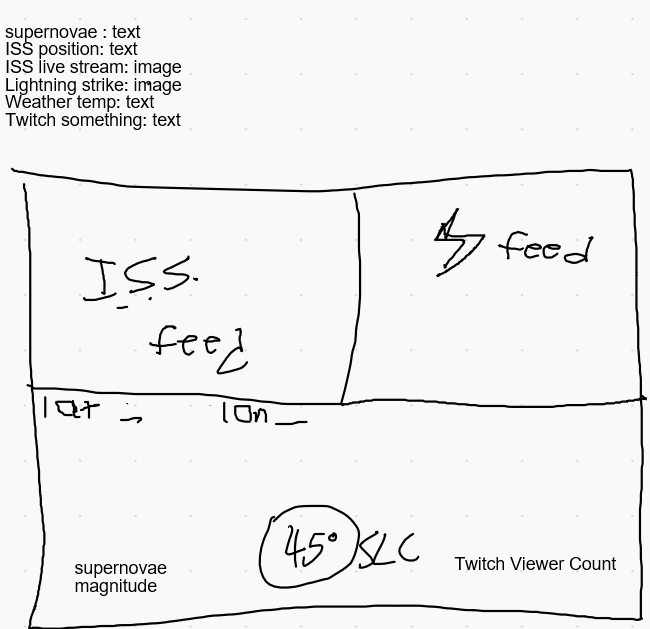 supernovae : text
ISS position: text
ISS live stream: image
Lightning strike: image
Weather temp: text
Twitch something: text
ISS.
feed
feed
lat _ lon _
45° SLC
supernovae
magnitude
Twitch Viewer Count